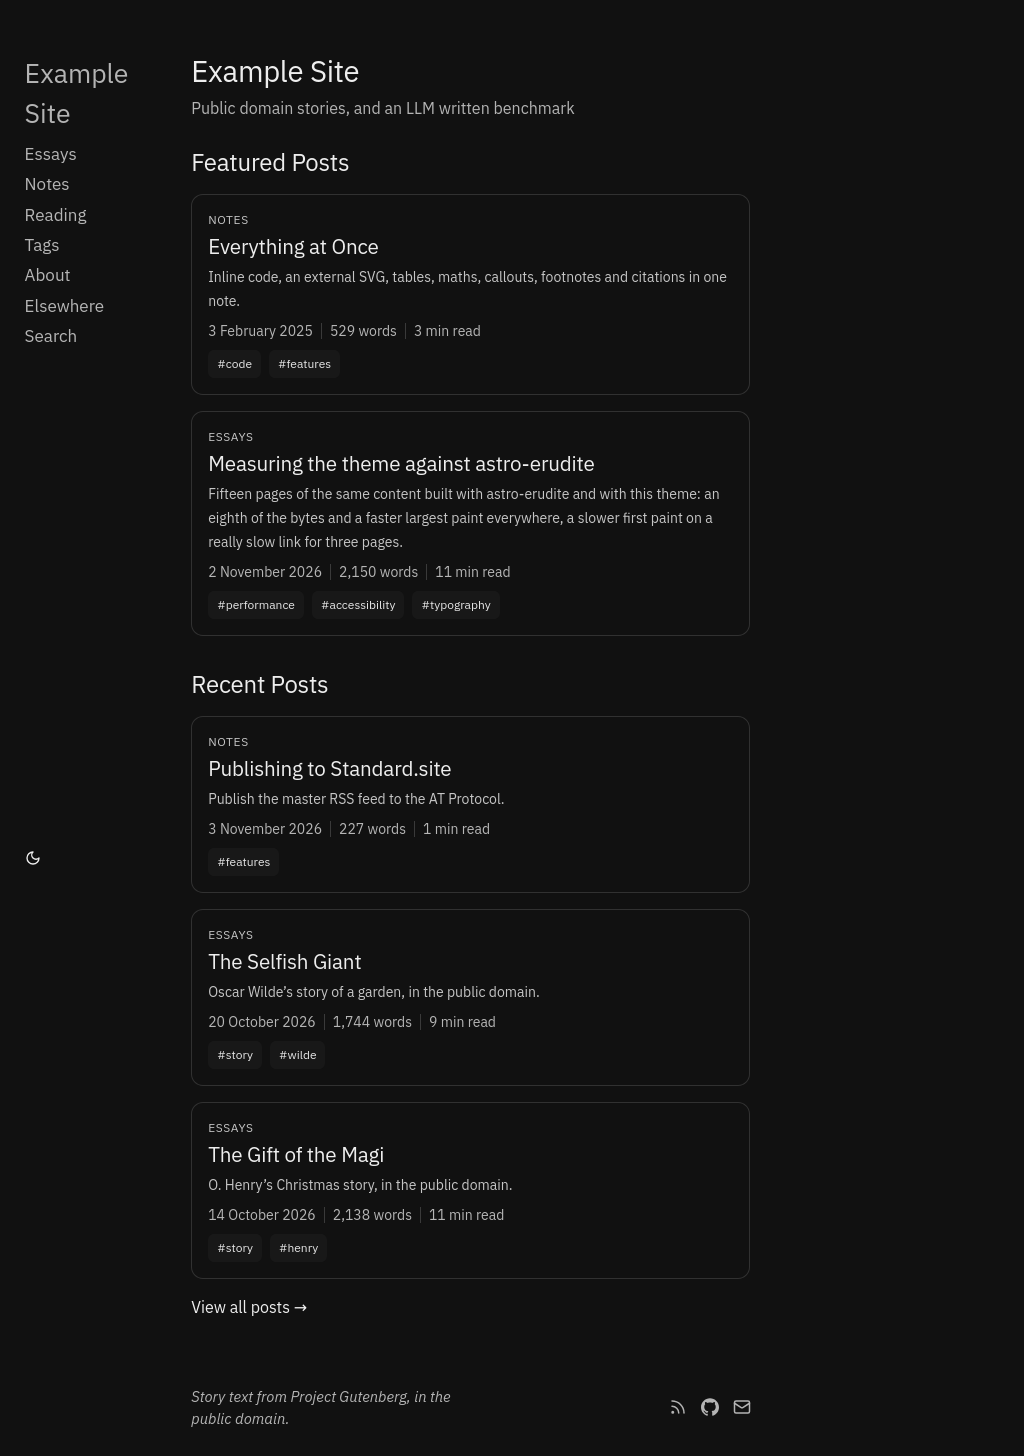 Example
Site
Essays
Notes
Reading
Tags
About
Elsewhere
Search
Example Site
Public domain stories, and an LLM written benchmark
Featured Posts
NOTES
Everything at Once
Inline code, an external SVG, tables, maths, callouts, footnotes and citations in one
note.
3 February 2025 | 529 words | 3 min read
#code #features
ESSAYS
Measuring the theme against astro-erudite
Fifteen pages of the same content built with astro-erudite and with this theme: an
eighth of the bytes and a faster largest paint everywhere, a slower first paint on a
really slow link for three pages.
2 November 2026 | 2,150 words | 11 min read
#performance #accessibility #typography
Recent Posts
NOTES
Publishing to Standard.site
Publish the master RSS feed to the AT Protocol.
3 November 2026 | 227 words | 1 min read
#features
ESSAYS
The Selfish Giant
Oscar Wilde’s story of a garden, in the public domain.
20 October 2026 | 1,744 words | 9 min read
#story #wilde
ESSAYS
The Gift of the Magi
O. Henry’s Christmas story, in the public domain.
14 October 2026 | 2,138 words | 11 min read
#story #henry
View all posts →
Story text from Project Gutenberg, in the
public domain.